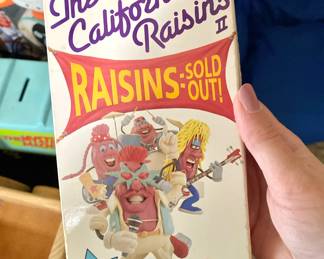 The
California
Raisins
II
RAISINS: SOLD
OUT!